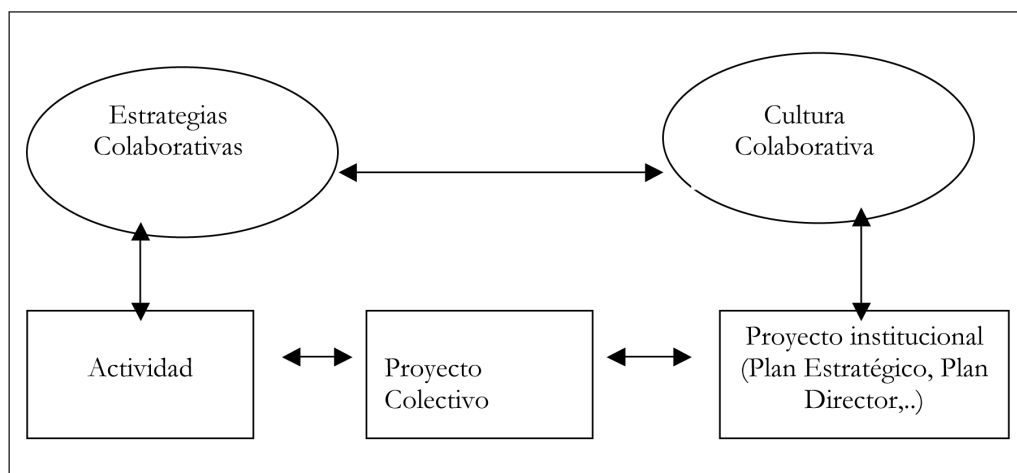 Estrategias
Colaborativas
Cultura
Colaborativa
Actividad
Proyecto
Colectivo
Proyecto institucional
(Plan Estratégico, Plan
Director,..)